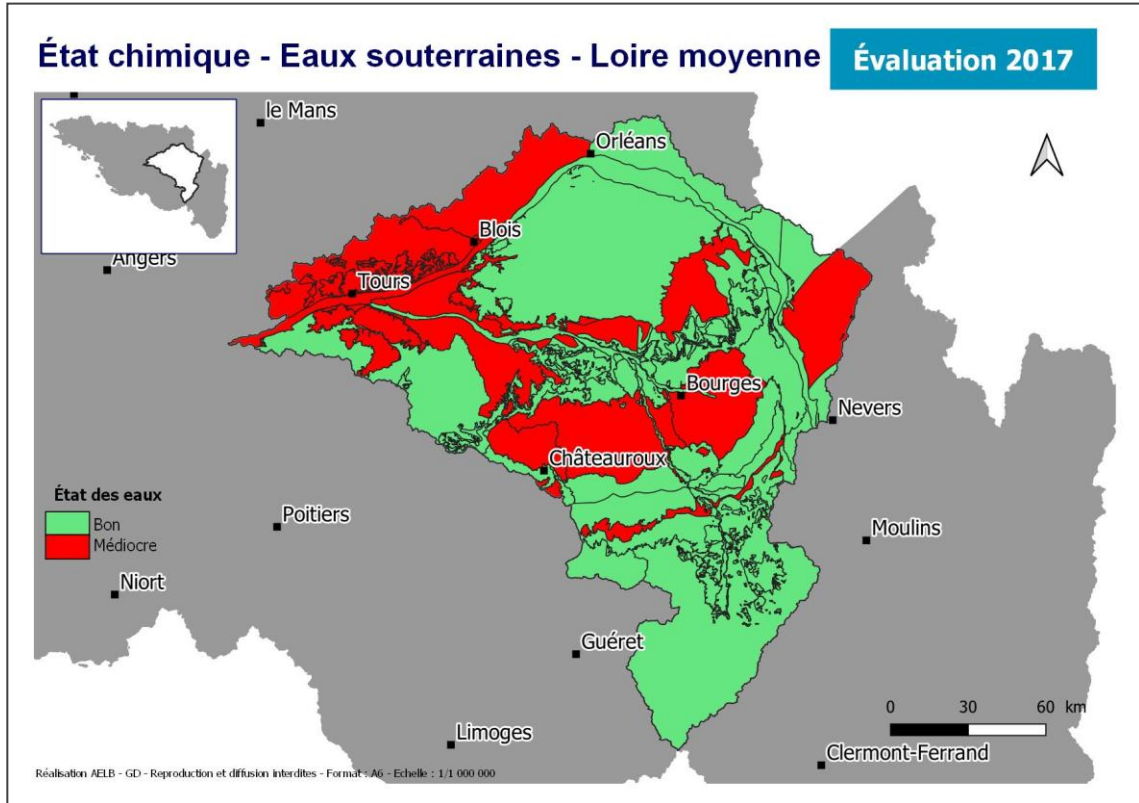 État chimique - Eaux souterraines - Loire moyenne
Évaluation 2017
le Mans
Orléans
Blois
Angers
Tours
Bourges
Nevers
Châteauroux
État des eaux
Bon
Médiocre
Poitiers
Moulins
Niort
Guéret
0 30 60 km
Limoges
Clermont-Ferrand
Réalisation AELB - GD - Reproduction et diffusion interdites - Format : A6 - Echelle : 1/1 000 000